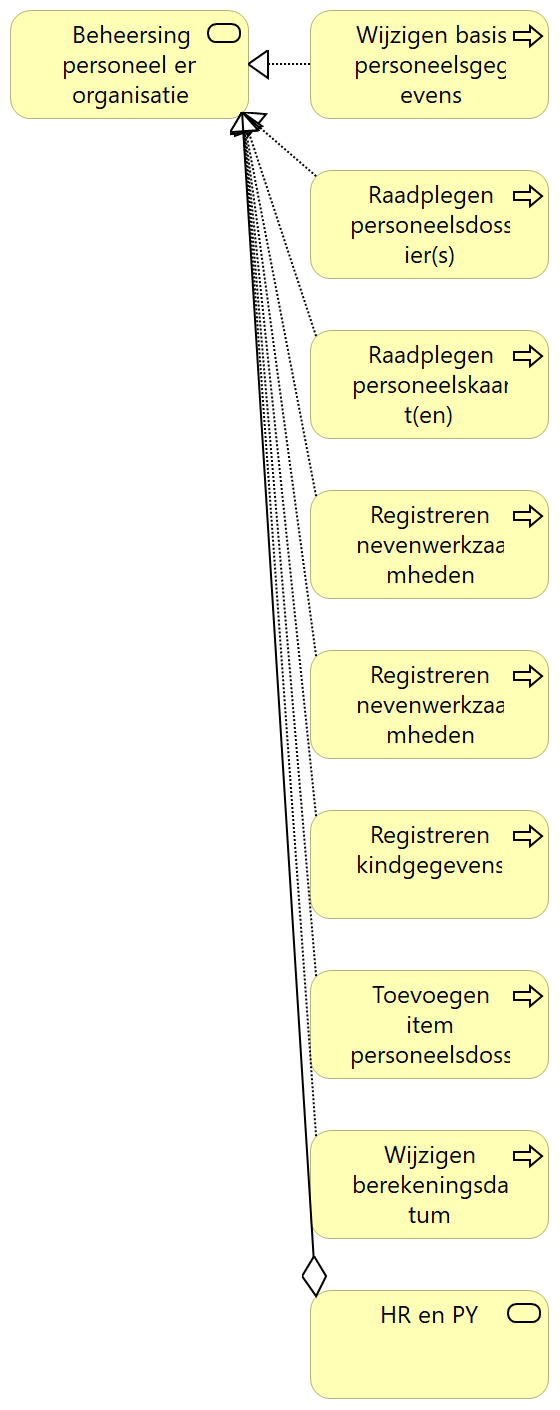 Beheersing
personeel er
organisatie
Wijzigen basis
personeelsgeg
evens
Raadplegen
personeelsdoss
ier(s)
Raadplegen
personeelskaar
t(en)
Registreren
nevenwerkzaa
mheden
Registreren
nevenwerkzaa
mheden
Registreren
kindgegevens
Toevoegen
item
personeelsdoss
Wijzigen
berekeningsda
tum
HR en PY